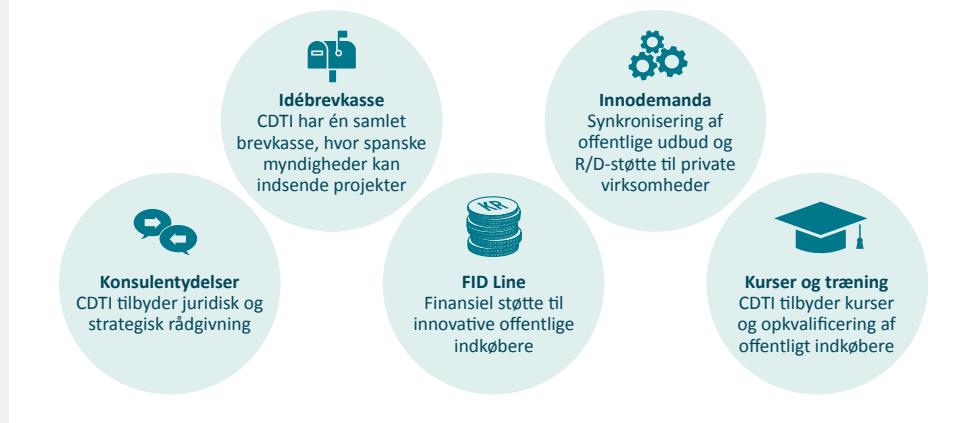 Idébrevkasse
CDTI har én samlet
brevkasse, hvor spanske
myndigheder kan
indsende projekter
Innodemanda
Synkronisering af
offentlige udbud og
R/D-støtte til private
virksomheder
Konsulentydelser
CDTI tilbyder juridisk og
strategisk rådgivning
KR
FID Line
Finansiel støtte til
innovative offentlige
indkøbere
Kurser og træning
CDTI tilbyder kurser
og opkvalificering af
offentligt indkøbere